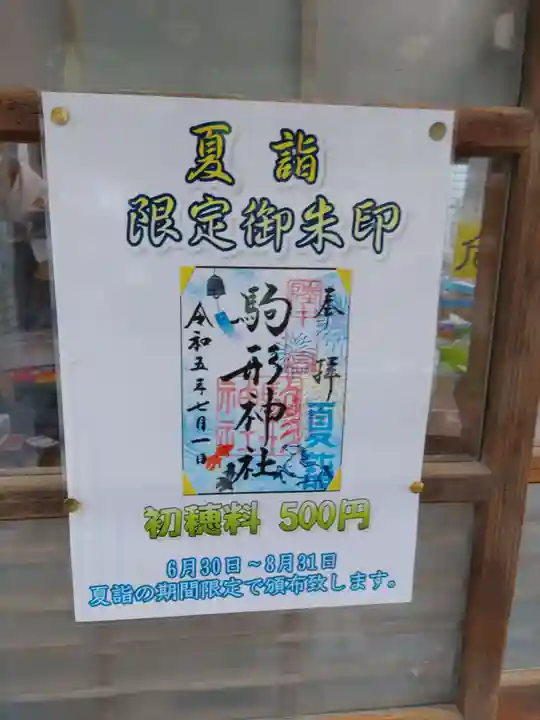 夏詣
限定御朱印
奉拝
夏詣
駒形神社
令和五年七月一日
初穂料 500円
6月30日～8月31日
夏詣の期間限定で頒布致します。